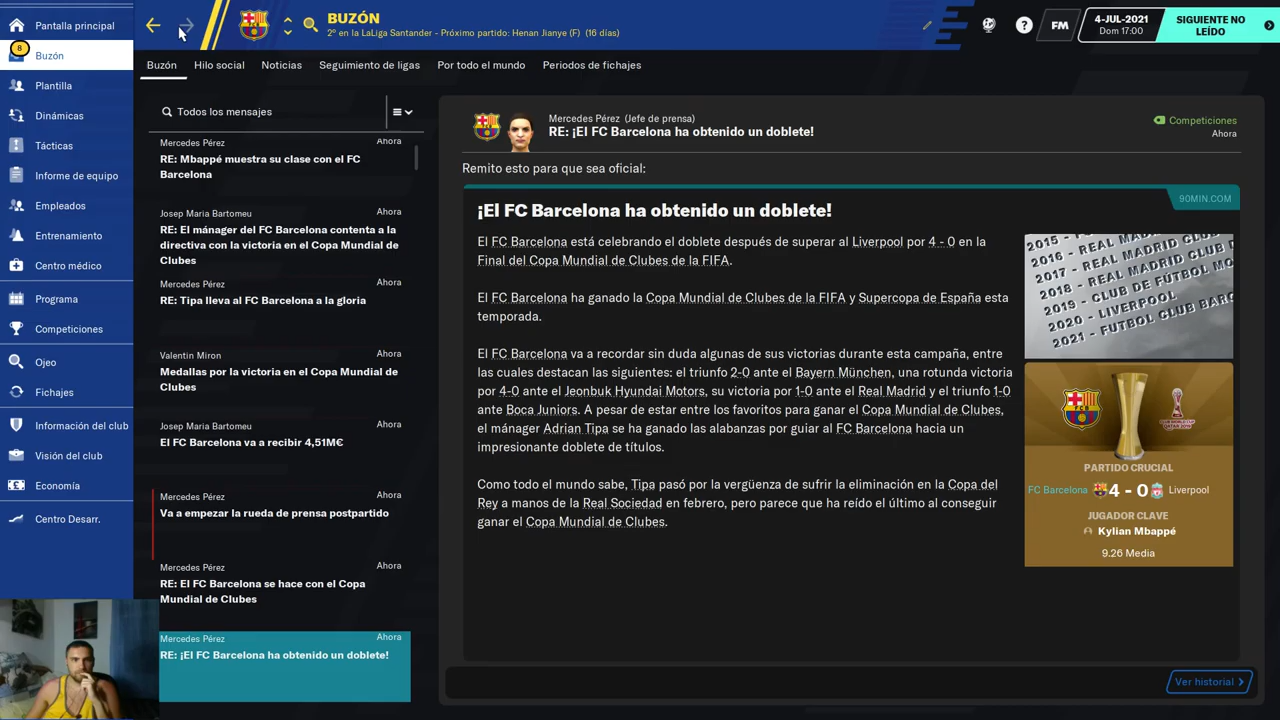 Pantalla principal
8
Buzón
Plantilla
Dinámicas
Tácticas
Informe de equipo
Empleados
Entrenamiento
Centro médico
Programa
Competiciones
Ojeo
Fichajes
Información del club
Visión del club
Economía
Centro Desarr.
BUZÓN
2º en la LaLiga Santander - Próximo partido: Henan Jianye (F) (16 días)
?
FM
4-JUL-2021
Dom 17:00
SIGUIENTE NO
LEÍDO
Buzón
Hilo social
Noticias
Seguimiento de ligas
Por todo el mundo
Periodos de fichajes
Todos los mensajes
Mercedes Pérez
Ahora
RE: Mbappé muestra su clase con el FC
Barcelona
Josep Maria Bartomeu
Ahora
RE: El mánager del FC Barcelona contenta a la
directiva con la victoria en el Copa Mundial de
Clubes
Mercedes Pérez
Ahora
RE: Tipa lleva al FC Barcelona a la gloria
Valentin Miron
Ahora
Medallas por la victoria en el Copa Mundial de
Clubes
Josep Maria Bartomeu
Ahora
El FC Barcelona va a recibir 4,51M€
Mercedes Pérez
Ahora
Va a empezar la rueda de prensa postpartido
Mercedes Pérez
Ahora
RE: El FC Barcelona se hace con el Copa
Mundial de Clubes
Mercedes Pérez
Ahora
RE: ¡El FC Barcelona ha obtenido un doblete!
Mercedes Pérez (Jefe de prensa)
RE: ¡El FC Barcelona ha obtenido un doblete!
Competiciones
Ahora
Remito esto para que sea oficial:
90MIN.COM
¡El FC Barcelona ha obtenido un doblete!
El FC Barcelona está celebrando el doblete después de superar al Liverpool por 4 - 0 en la
Final del Copa Mundial de Clubes de la FIFA.
El FC Barcelona ha ganado la Copa Mundial de Clubes de la FIFA y Supercopa de España esta
temporada.
El FC Barcelona va a recordar sin duda algunas de sus victorias durante esta campaña, entre
las cuales destacan las siguientes: el triunfo 2-0 ante el Bayern München, una rotunda victoria
por 4-0 ante el Jeonbuk Hyundai Motors, su victoria por 1-0 ante el Real Madrid y el triunfo 1-0
ante Boca Juniors. A pesar de estar entre los favoritos para ganar el Copa Mundial de Clubes,
el mánager Adrian Tipa se ha ganado las alabanzas por guiar al FC Barcelona hacia un
impresionante doblete de títulos.
Como todo el mundo sabe, Tipa pasó por la vergüenza de sufrir la eliminación en la Copa del
Rey a manos de la Real Sociedad en febrero, pero parece que ha reído el último al conseguir
ganar el Copa Mundial de Clubes.
2016 - REAL MADRID CLUB
2017 - REAL MADRID CLUB DE
2018 - REAL MADRID CLUB DE FÚTBOL
2019 - CLUB DE FÚTBOL MO
2020 - LIVERPOOL
2021 - FUTBOL CLUB BARC
PARTIDO CRUCIAL
FC Barcelona 4 - 0 Liverpool
JUGADOR CLAVE
Kylian Mbappé
9.26 Media
Ver historial